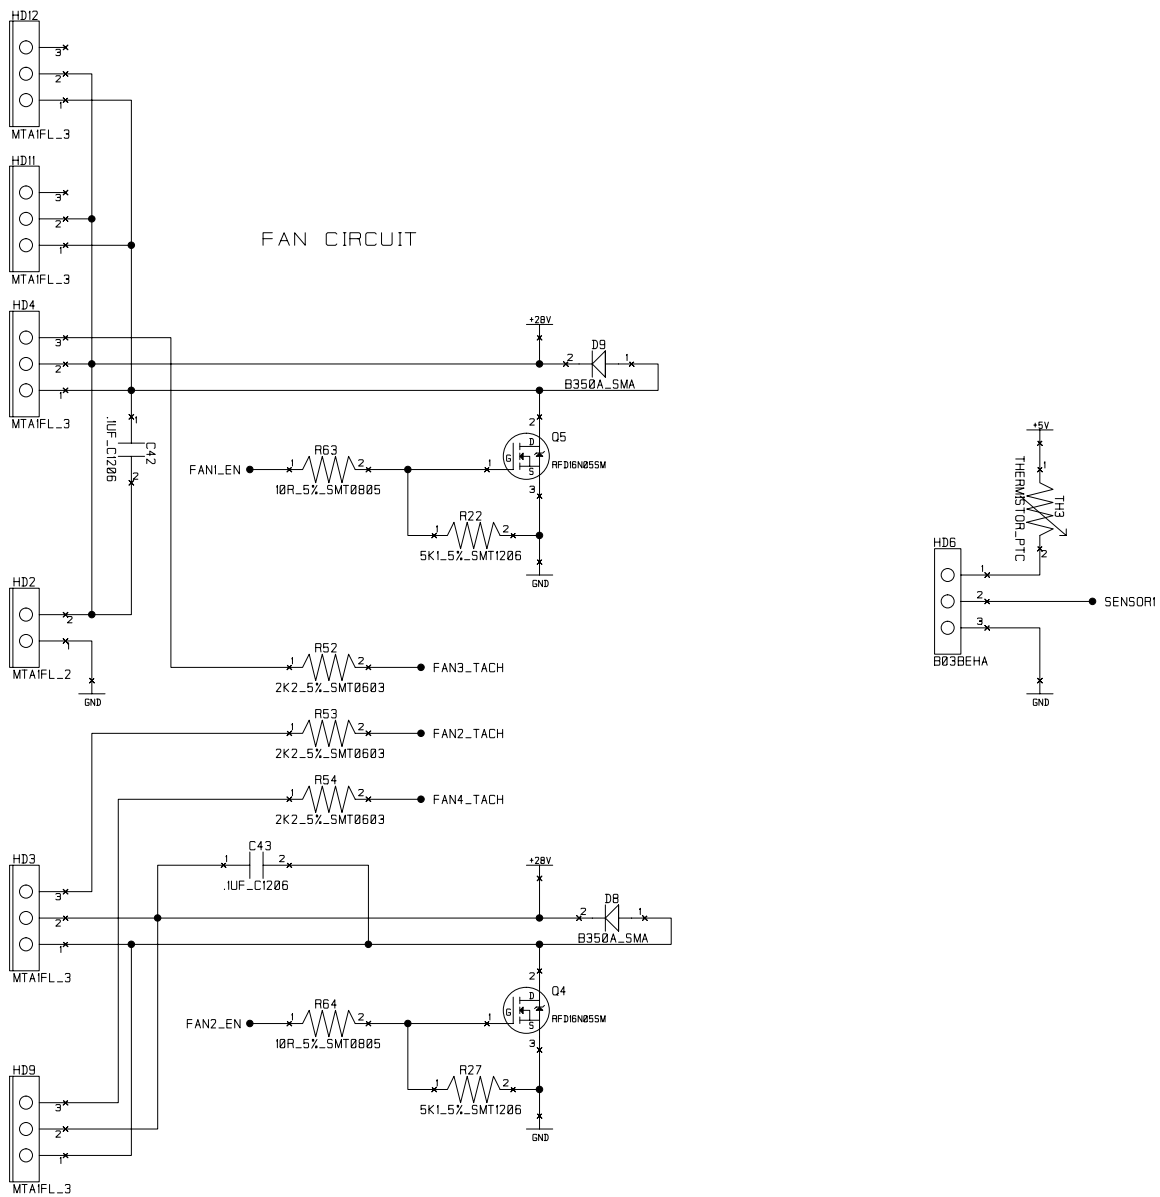 HD12
3
2
1
MTA1FL_3
HD11
3
2
1
MTA1FL_3
FAN CIRCUIT
HD4
3
2
1
MTA1FL_3
+28V
2
D9
1
B350A_SMA
1
C42
.1UF_C1206
2
2
Q5
D
G
S
RFD16N05SM
3
FAN1_EN
1
R63
2
10R_5%_SMT0805
1
1
R22
2
5K1_5%_SMT1206
GND
+5V
1
TH3
THERMISTOR_PTC
2
HD6
1
2
SENSOR1
3
B03BEHA
GND
HD2
2
1
MTA1FL_2
GND
1
R52
2
FAN3_TACH
2K2_5%_SMT0603
1
R53
2
FAN2_TACH
2K2_5%_SMT0603
1
R54
2
FAN4_TACH
2K2_5%_SMT0603
HD3
3
2
1
MTA1FL_3
1
C43
2
.1UF_C1206
+28V
2
D8
1
B350A_SMA
2
Q4
D
G
S
RFD16N05SM
3
FAN2_EN
1
R64
2
10R_5%_SMT0805
1
1
R27
2
5K1_5%_SMT1206
GND
HD9
3
2
1
MTA1FL_3